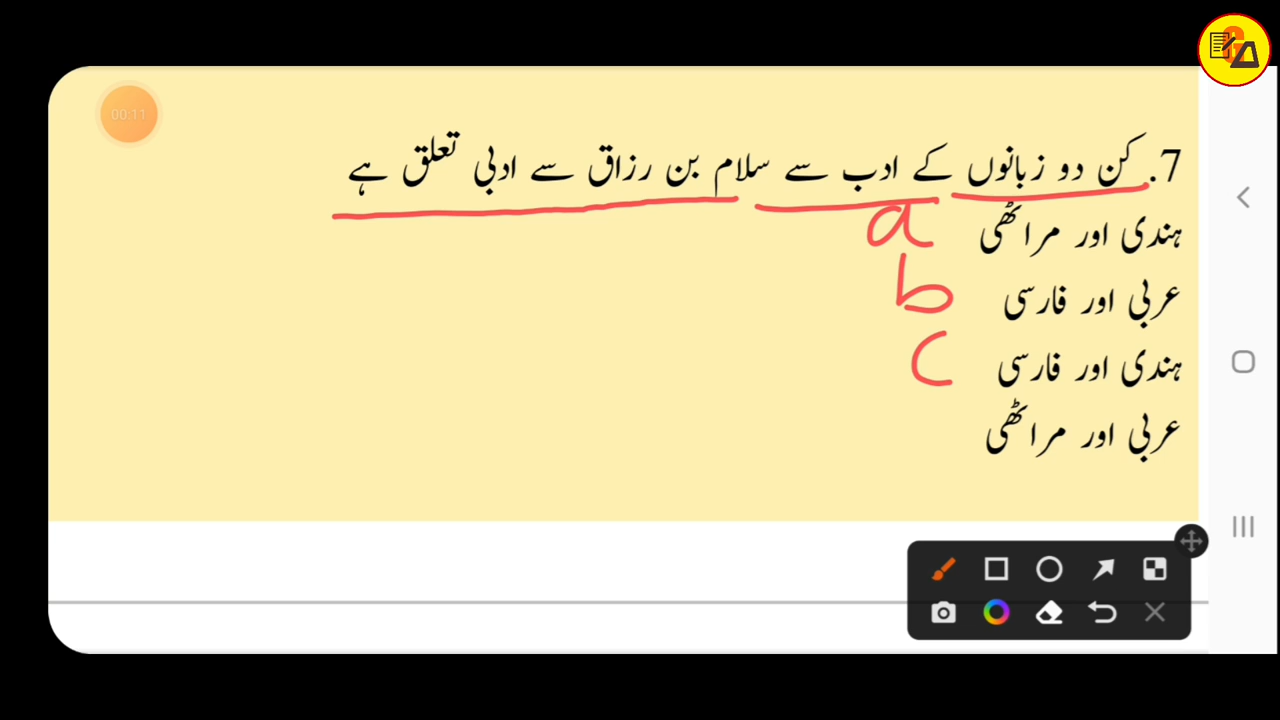 00:11
7. کن دو زبانوں کے ادب سے سلام بن رزاق سے ادبی تعلق ہے
ہندی اور مراٹھی a
عربی اور فارسی b
ہندی اور فارسی c
عربی اور مراٹھی